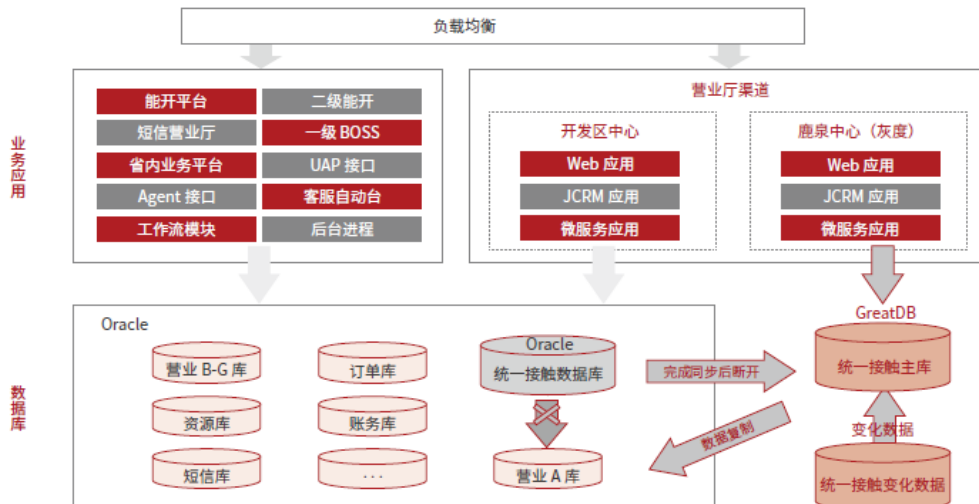 负载均衡
业务应用
能开平台
二级能开
短信营业厅
一级 BOSS
省内业务平台
UAP 接口
Agent 接口
客服自动台
工作流模块
后台进程
营业厅渠道
开发区中心
Web 应用
JCRM 应用
微服务应用
鹿泉中心（灰度）
Web 应用
JCRM 应用
微服务应用
数据库
Oracle
营业 B-G 库
订单库
资源库
账务库
短信库
···
Oracle
统一接触数据库
营业 A 库
完成同步后断开
数据复制
GreatDB
统一接触主库
变化数据
统一接触变化数据